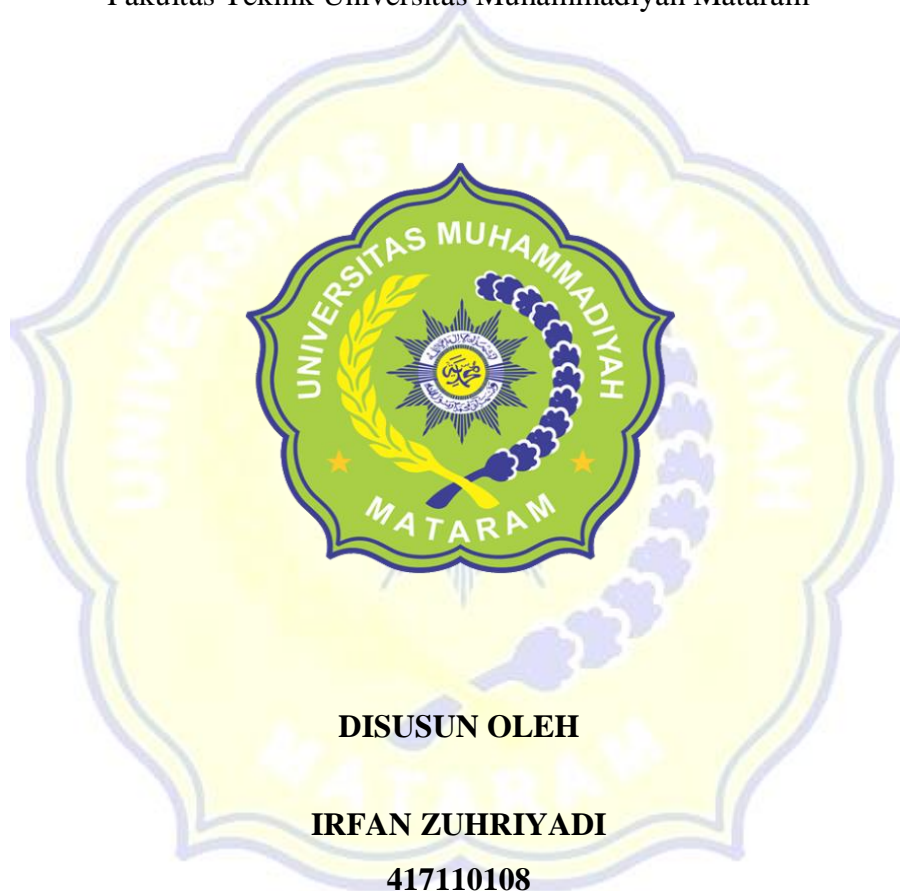 Fakultas Teknik Universitas Muhammadiyah Mataram
UNIVERSITAS MUHAMMADIYAH
MATARAM
DISUSUN OLEH
IRFAN ZUHRIYADI
417110108